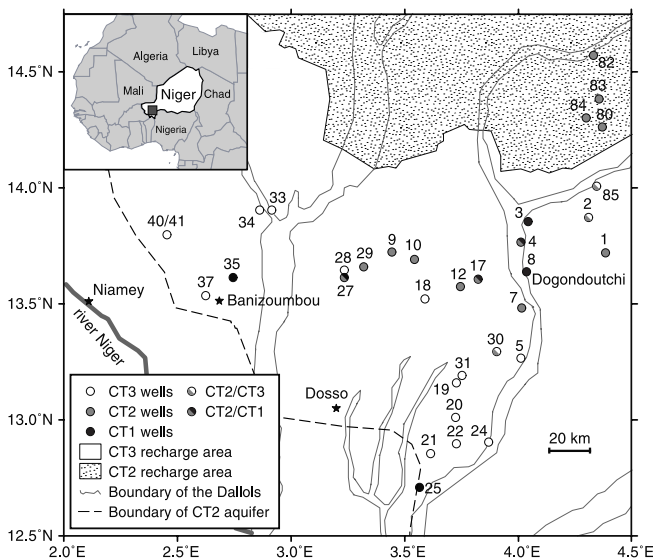 Algeria
Libya
Mali
Niger
Chad
Nigeria
14.5°N
14.0°N
13.5°N
13.0°N
12.5°N
82
83
84
80
85
33
34
40/41
3
2
4
1
9
10
28
29
35
8
Dogondoutchi
27
12
17
37
18
Niamey
Banizoumbou
7
river Niger
30
5
31
19
Dosso
20
21
22
24
25
20 km
CT3 wells
CT2/CT3
CT2 wells
CT2/CT1
CT1 wells
CT3 recharge area
CT2 recharge area
Boundary of the Dallols
Boundary of CT2 aquifer
2.0°E
2.5°E
3.0°E
3.5°E
4.0°E
4.5°E